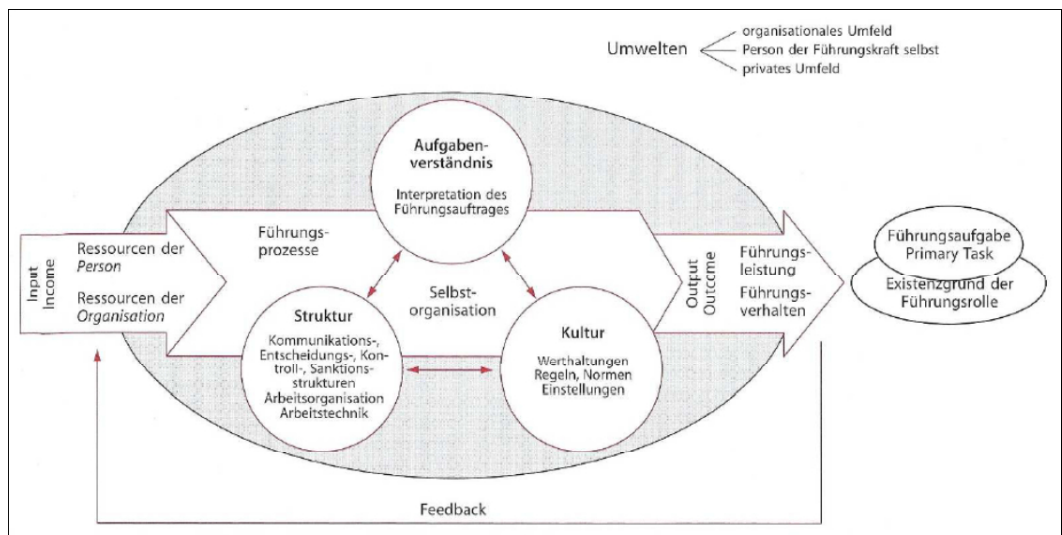 Umwelten
organisationales Umfeld
Person der Führungskraft selbst
privates Umfeld
Aufgaben-
verständnis
Interpretation des
Führungsauftrages
Input
Income
Ressourcen der
Person
Ressourcen der
Organisation
Führungs-
prozesse
Selbst-
organisation
Struktur
Kommunikations-,
Entscheidungs-, Kon-
troll-, Sanktions-
strukturen
Arbeitsorganisation
Arbeitstechnik
Kultur
Werthaltungen
Regeln, Normen
Einstellungen
Output
Outcome
Führungs-
leistung
Führungs-
verhalten
Führungsaufgabe
Primary Task
Existenzgrund der
Führungsrolle
Feedback